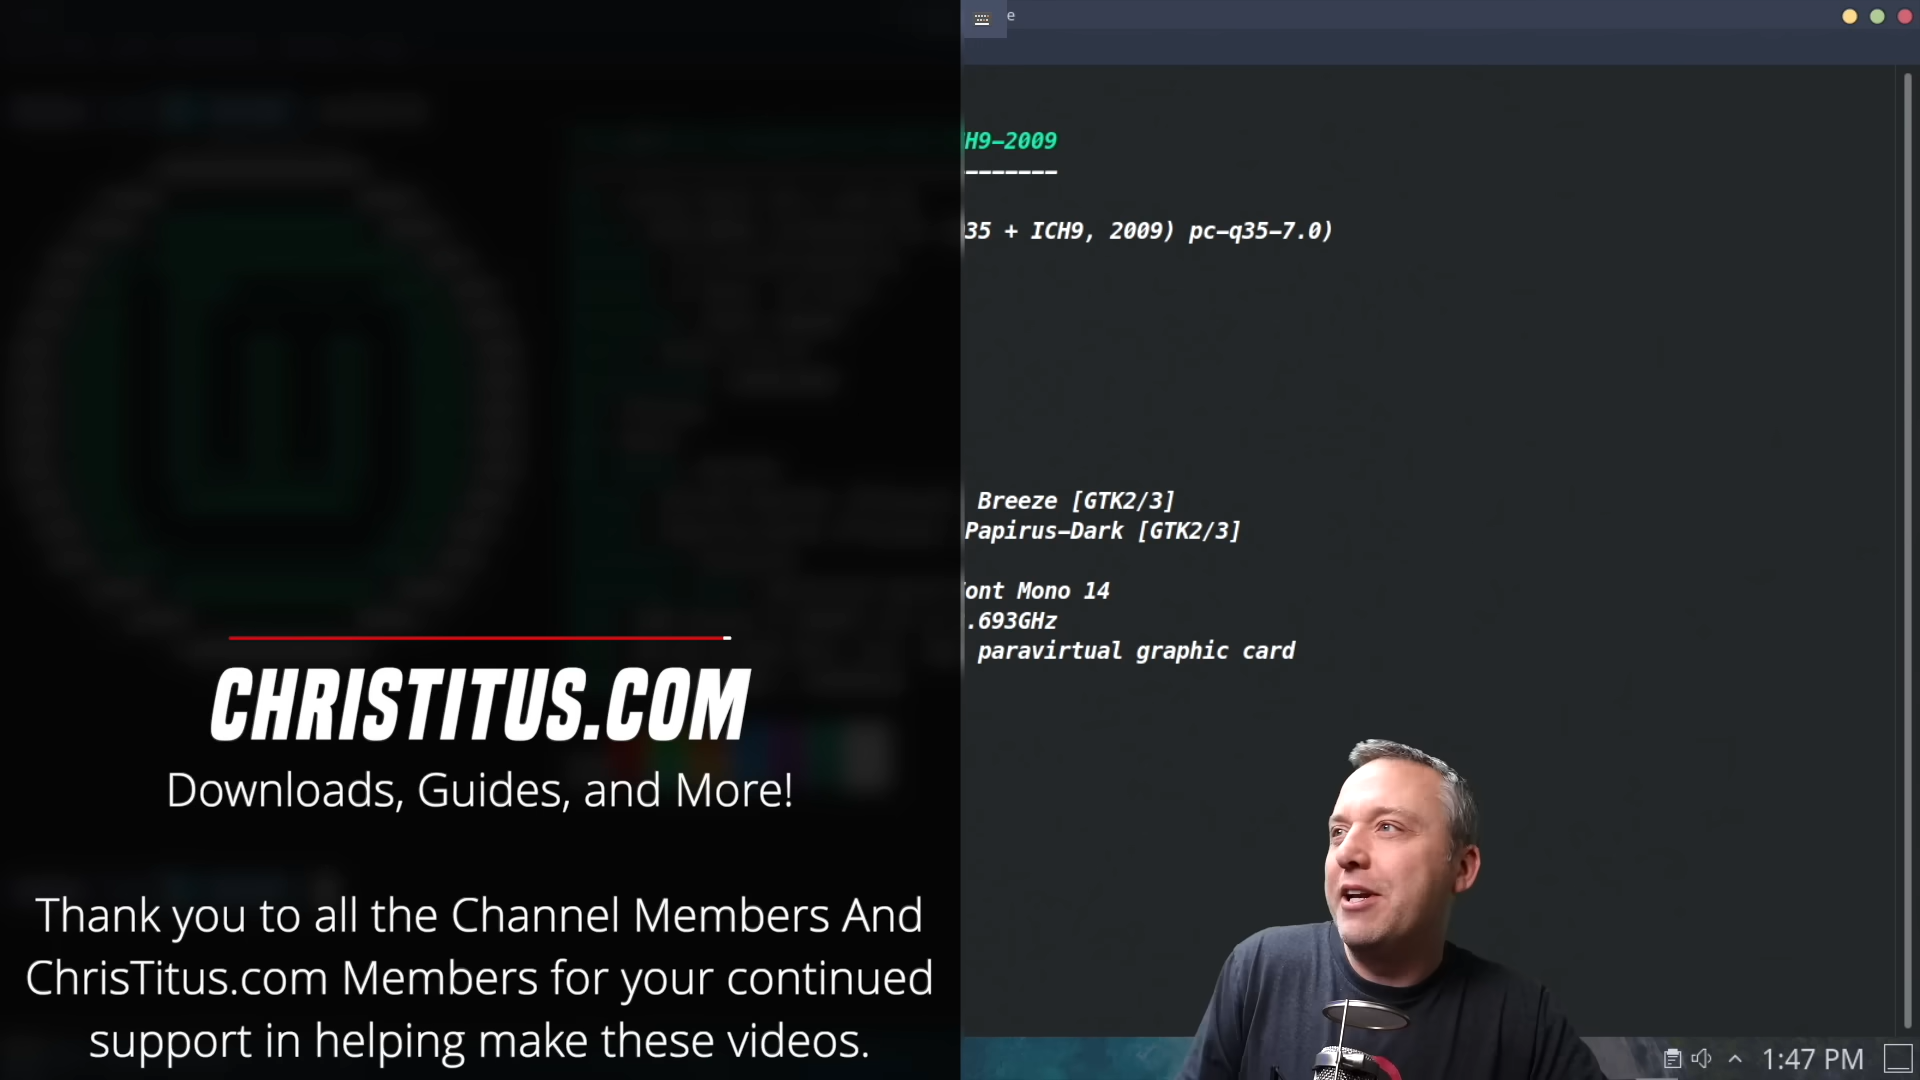 e
H9-2009
-------
35 + ICH9, 2009) pc-q35-7.0)
Breeze [GTK2/3]
Papirus-Dark [GTK2/3]
ont Mono 14
.693GHz
paravirtual graphic card
CHRISTITUS.COM
Downloads, Guides, and More!
Thank you to all the Channel Members And
ChrisTitus.com Members for your continued
support in helping make these videos.
1:47 PM